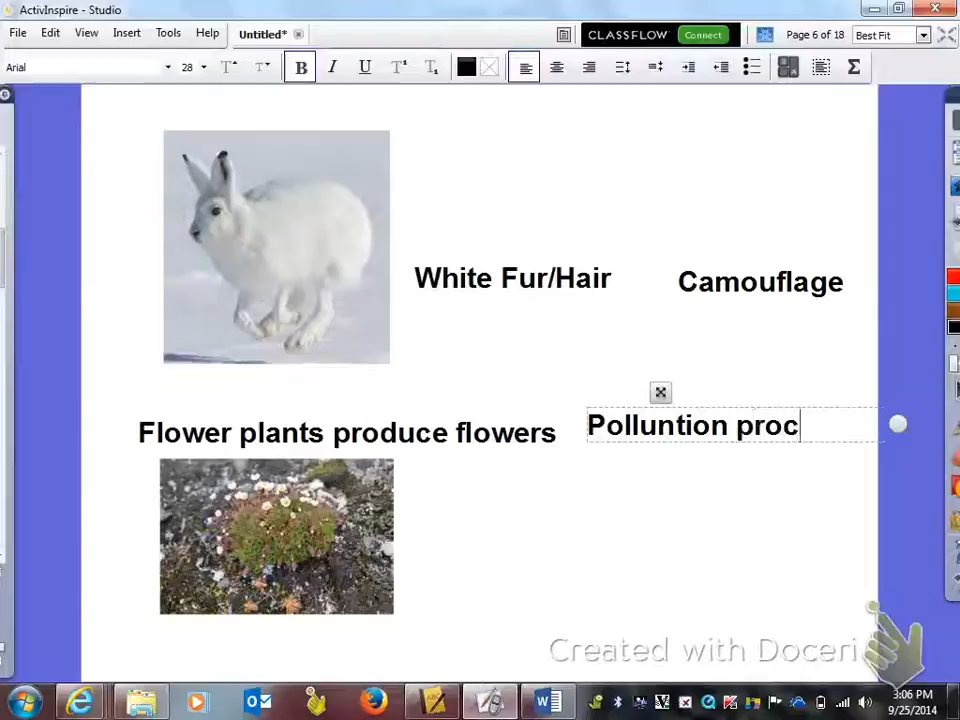 ActivInspire - Studio
File Edit View Insert Tools Help Untitled* CLASSFLOW Connect Page 6 of 18 Best Fit
Arial 28 B I U T T Σ
White Fur/Hair Camouflage
Flower plants produce flowers Polluntion proc
Created with Doceri
3:06 PM
9/25/2014